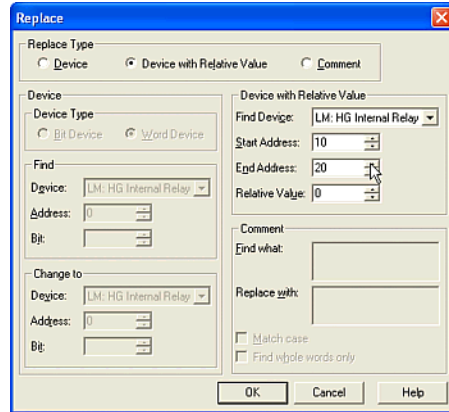 Replace
Replace Type
Device
Device with Relative Value
Comment
Device
Device Type
Bit Device
Word Device
Find
Device: LM: HG Internal Relay
Address: 0
Bit:
Change to
Device: LM: HG Internal Relay
Address: 0
Bit:
Device with Relative Value
Find Device: LM: HG Internal Relay
Start Address: 10
End Address: 20
Relative Value: 0
Comment
Find what:
Replace with:
Match case
Find whole words only
OK
Cancel
Help